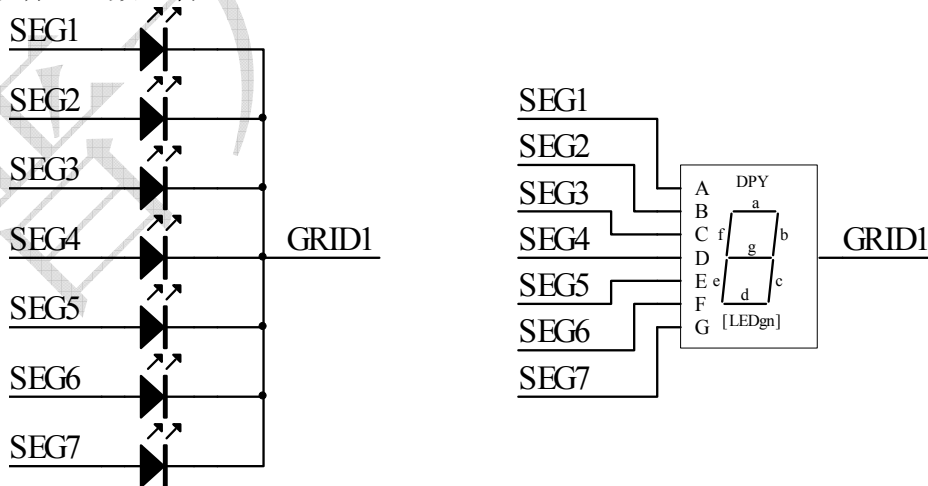 SEG1
SEG2
SEG3
SEG4
SEG5
SEG6
SEG7
GRID1
SEG1
SEG2
SEG3
SEG4
SEG5
SEG6
SEG7
A
B
C
D
E
F
G
DPY
a
f
b
g
e
c
d
[LEDgn]
GRID1